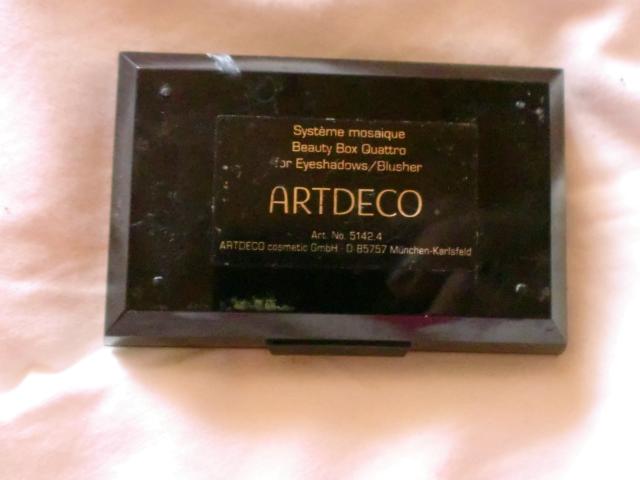 Système mosaique
Beauty Box Quattro
for Eyeshadows/Blusher
ARTDECO
Art. No. 5142.4
ARTDECO cosmetic GmbH · D-85757 München-Karlsfeld